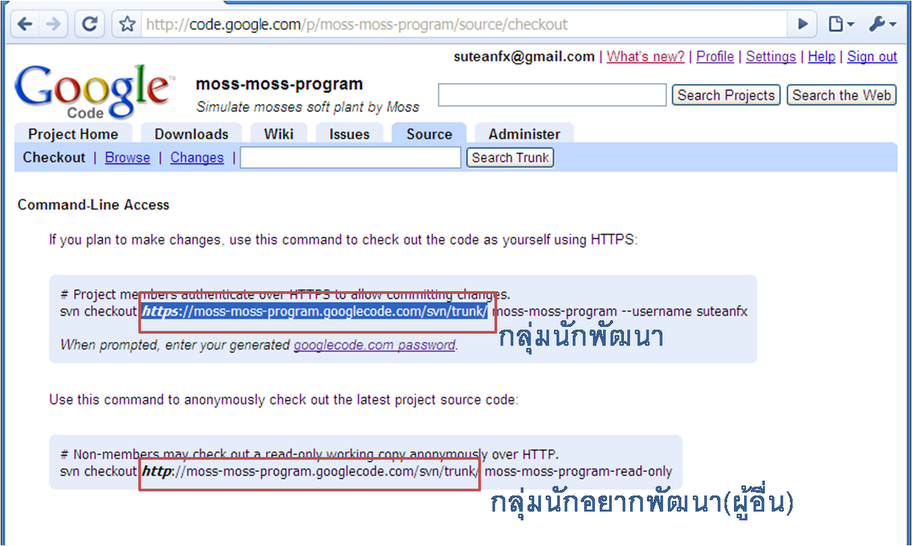 http://code.google.com/p/moss-moss-program/source/checkout
suteanfx@gmail.com | What's new? | Profile | Settings | Help | Sign out
Google™
Code
moss-moss-program
Simulate mosses soft plant by Moss
Search Projects
Search the Web
Project Home
Downloads
Wiki
Issues
Source
Administer
Checkout | Browse | Changes |
Search Trunk
Command-Line Access
If you plan to make changes, use this command to check out the code as yourself using HTTPS:
# Project members authenticate over HTTPS to allow committing changes.
svn checkout https://moss-moss-program.googlecode.com/svn/trunk/ moss-moss-program --username suteanfx
กลุ่มนักพัฒนา
When prompted, enter your generated googlecode.com password.
Use this command to anonymously check out the latest project source code:
# Non-members may check out a read-only working copy anonymously over HTTP.
svn checkout http://moss-moss-program.googlecode.com/svn/trunk/ moss-moss-program-read-only
กลุ่มนักอยากพัฒนา(ผู้อื่น)